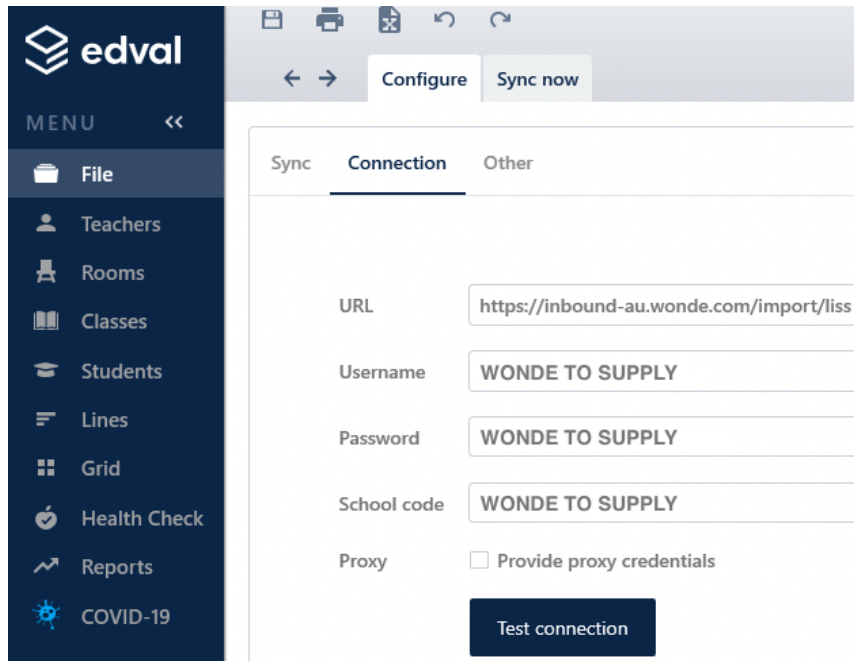 edval
MENU
File
Teachers
Rooms
Classes
Students
Lines
Grid
Health Check
Reports
COVID-19
Configure
Sync now
Sync
Connection
Other
URL
https://inbound-au.wonde.com/import/liss
Username
WONDE TO SUPPLY
Password
WONDE TO SUPPLY
School code
WONDE TO SUPPLY
Proxy
Provide proxy credentials
Test connection